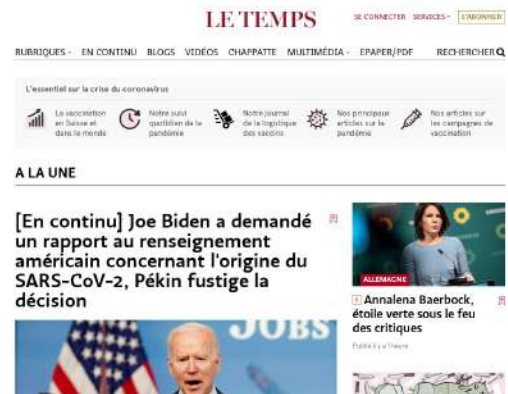 LE TEMPS
SE CONNECTER SERVICES S'ABONNER
RUBRIQUES EN CONTINU BLOGS VIDÉOS CHAPPATTE MULTIMÉDIA EPAPER/PDF RECHERCHER
L'essentiel sur la crise du coronavirus
La vaccination
en Suisse et
dans le monde
Notre suivi
quotidien de la
pandémie
Notre journal
de la logistique
des vaccins
Nos principaux
articles sur la
pandémie
Nos articles sur
les campagnes de
vaccination
A LA UNE
[En continu] Joe Biden a demandé
un rapport au renseignement
américain concernant l'origine du
SARS-CoV-2, Pékin fustige la
décision
JOBS
ALLEMAGNE
Annalena Baerbock,
étoile verte sous le feu
des critiques
Publié il y a 1 heure